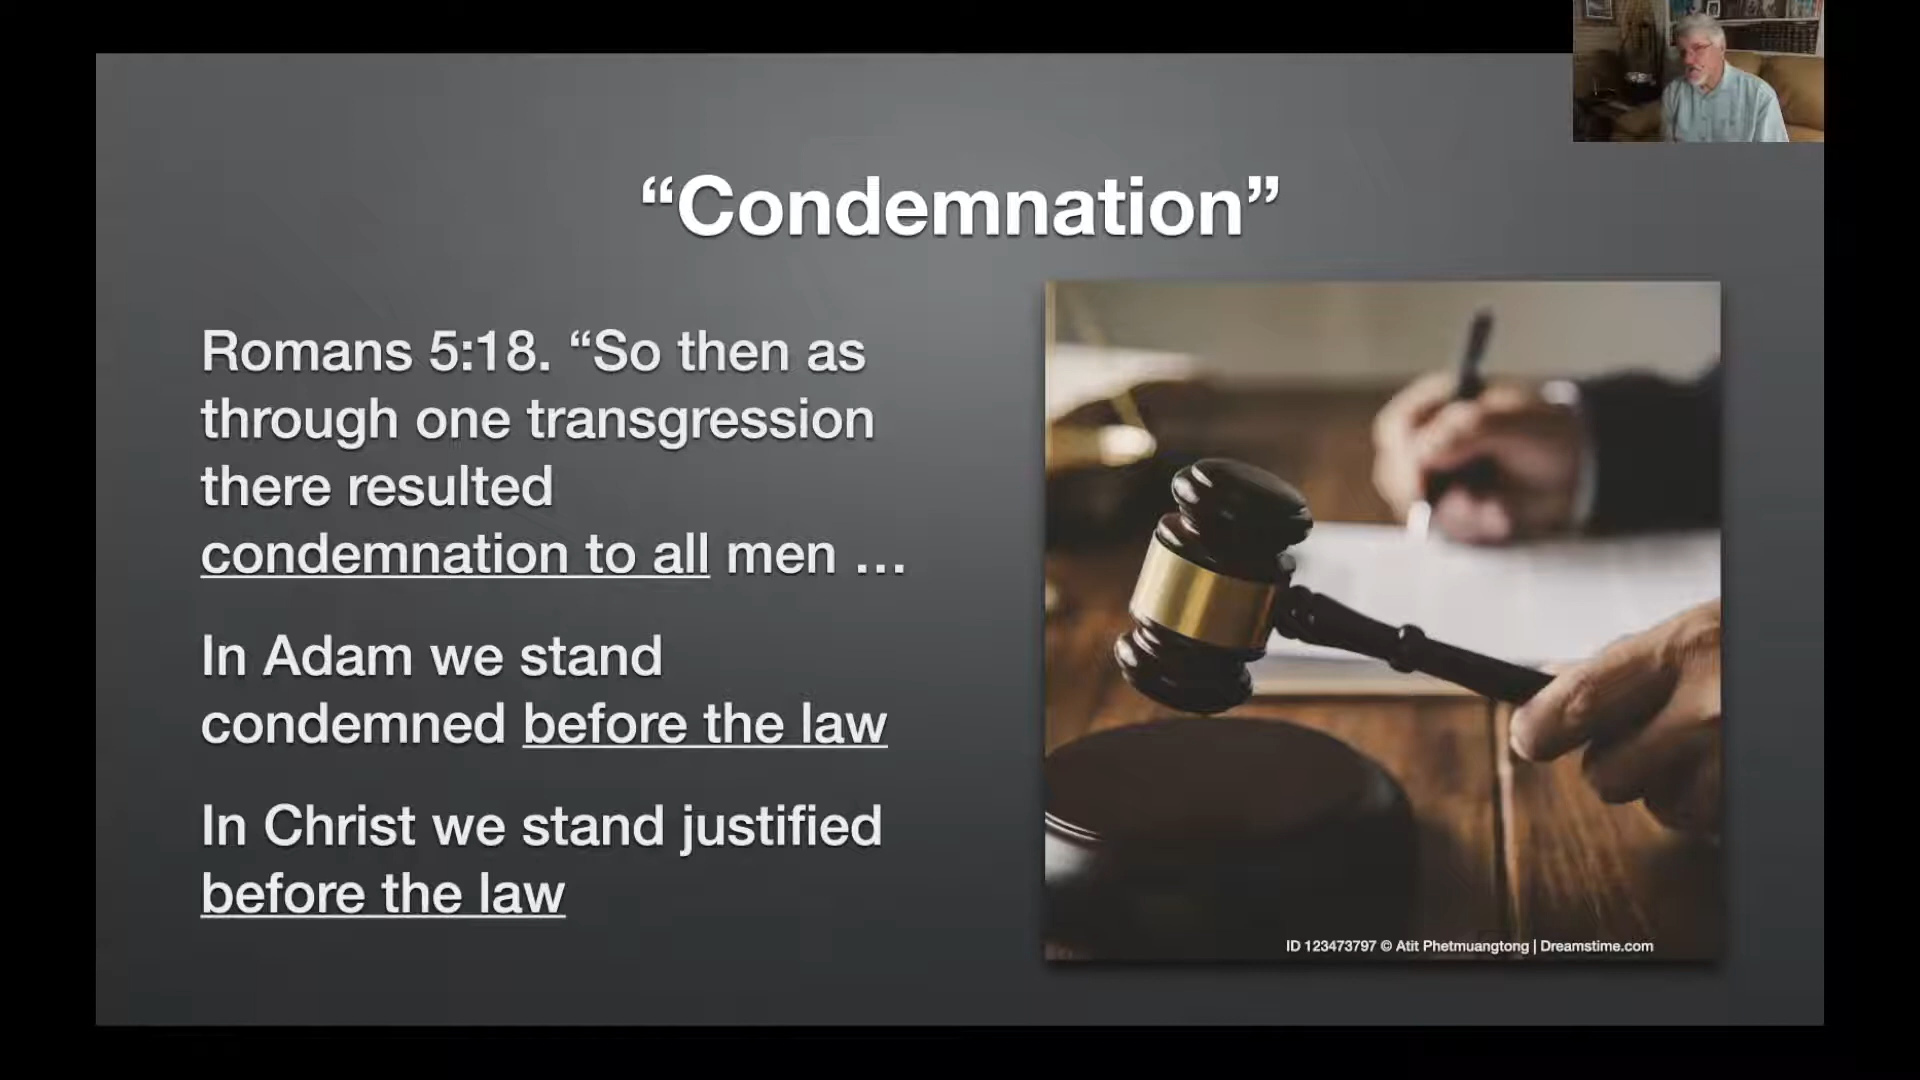 “Condemnation”
Romans 5:18. “So then as
through one transgression
there resulted
condemnation to all men …
In Adam we stand
condemned before the law
In Christ we stand justified
before the law
ID 123473797 © Atit Phetmuangtong | Dreamstime.com